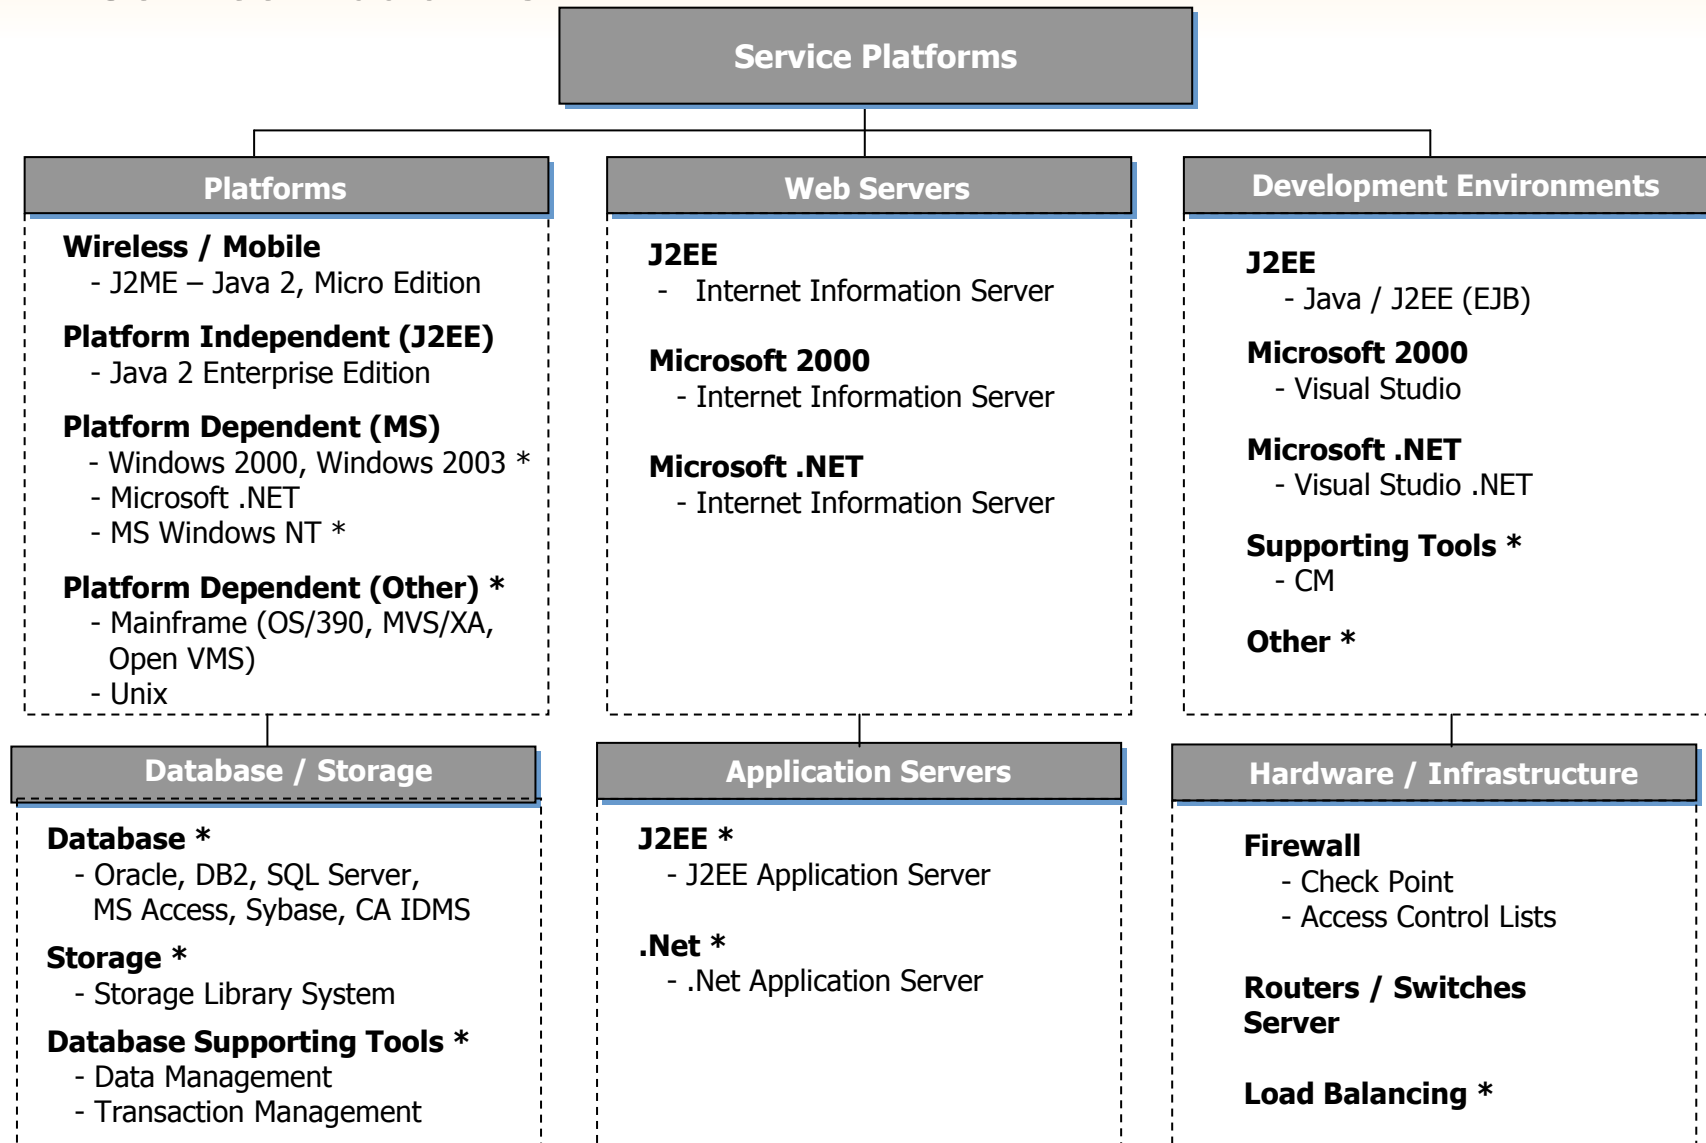 Service Platforms
Platforms
Wireless / Mobile
- J2ME – Java 2, Micro Edition
Platform Independent (J2EE)
- Java 2 Enterprise Edition
Platform Dependent (MS)
- Windows 2000, Windows 2003 *
- Microsoft .NET
- MS Windows NT *
Platform Dependent (Other) *
- Mainframe (OS/390, MVS/XA,
Open VMS)
- Unix
Web Servers
J2EE
- Internet Information Server
Microsoft 2000
- Internet Information Server
Microsoft .NET
- Internet Information Server
Development Environments
J2EE
- Java / J2EE (EJB)
Microsoft 2000
- Visual Studio
Microsoft .NET
- Visual Studio .NET
Supporting Tools *
- CM
Other *
Database / Storage
Database *
- Oracle, DB2, SQL Server,
MS Access, Sybase, CA IDMS
Storage *
- Storage Library System
Database Supporting Tools *
- Data Management
- Transaction Management
Application Servers
J2EE *
- J2EE Application Server
.Net *
- .Net Application Server
Hardware / Infrastructure
Firewall
- Check Point
- Access Control Lists
Routers / Switches
Server
Load Balancing *